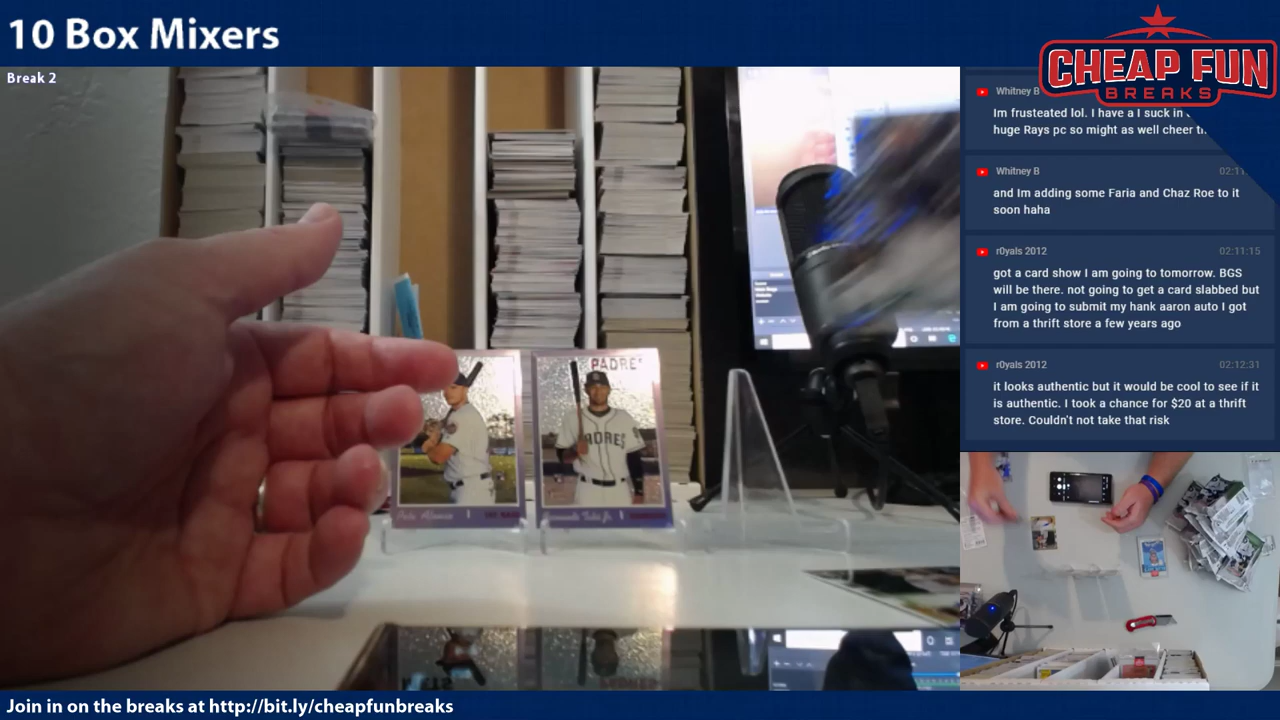 10 Box Mixers
Break 2
CHEAP FUN
BREAKS
Whitney B
Im frusteated lol. I have a I suck in
huge Rays pc so might as well cheer
Whitney B
and Im adding some Faria and Chaz Roe to it
soon haha
r0yals 2012 02:11:15
got a card show I am going to tomorrow. BGS
will be there. not going to get a card slabbed but
I am going to submit my hank aaron auto I got
from a thrift store a few years ago
r0yals 2012 02:12:31
it looks authentic but it would be cool to see if it
is authentic. I took a chance for $20 at a thrift
store. Couldn't not take that risk
PADRE
Join in on the breaks at http://bit.ly/cheapfunbreaks